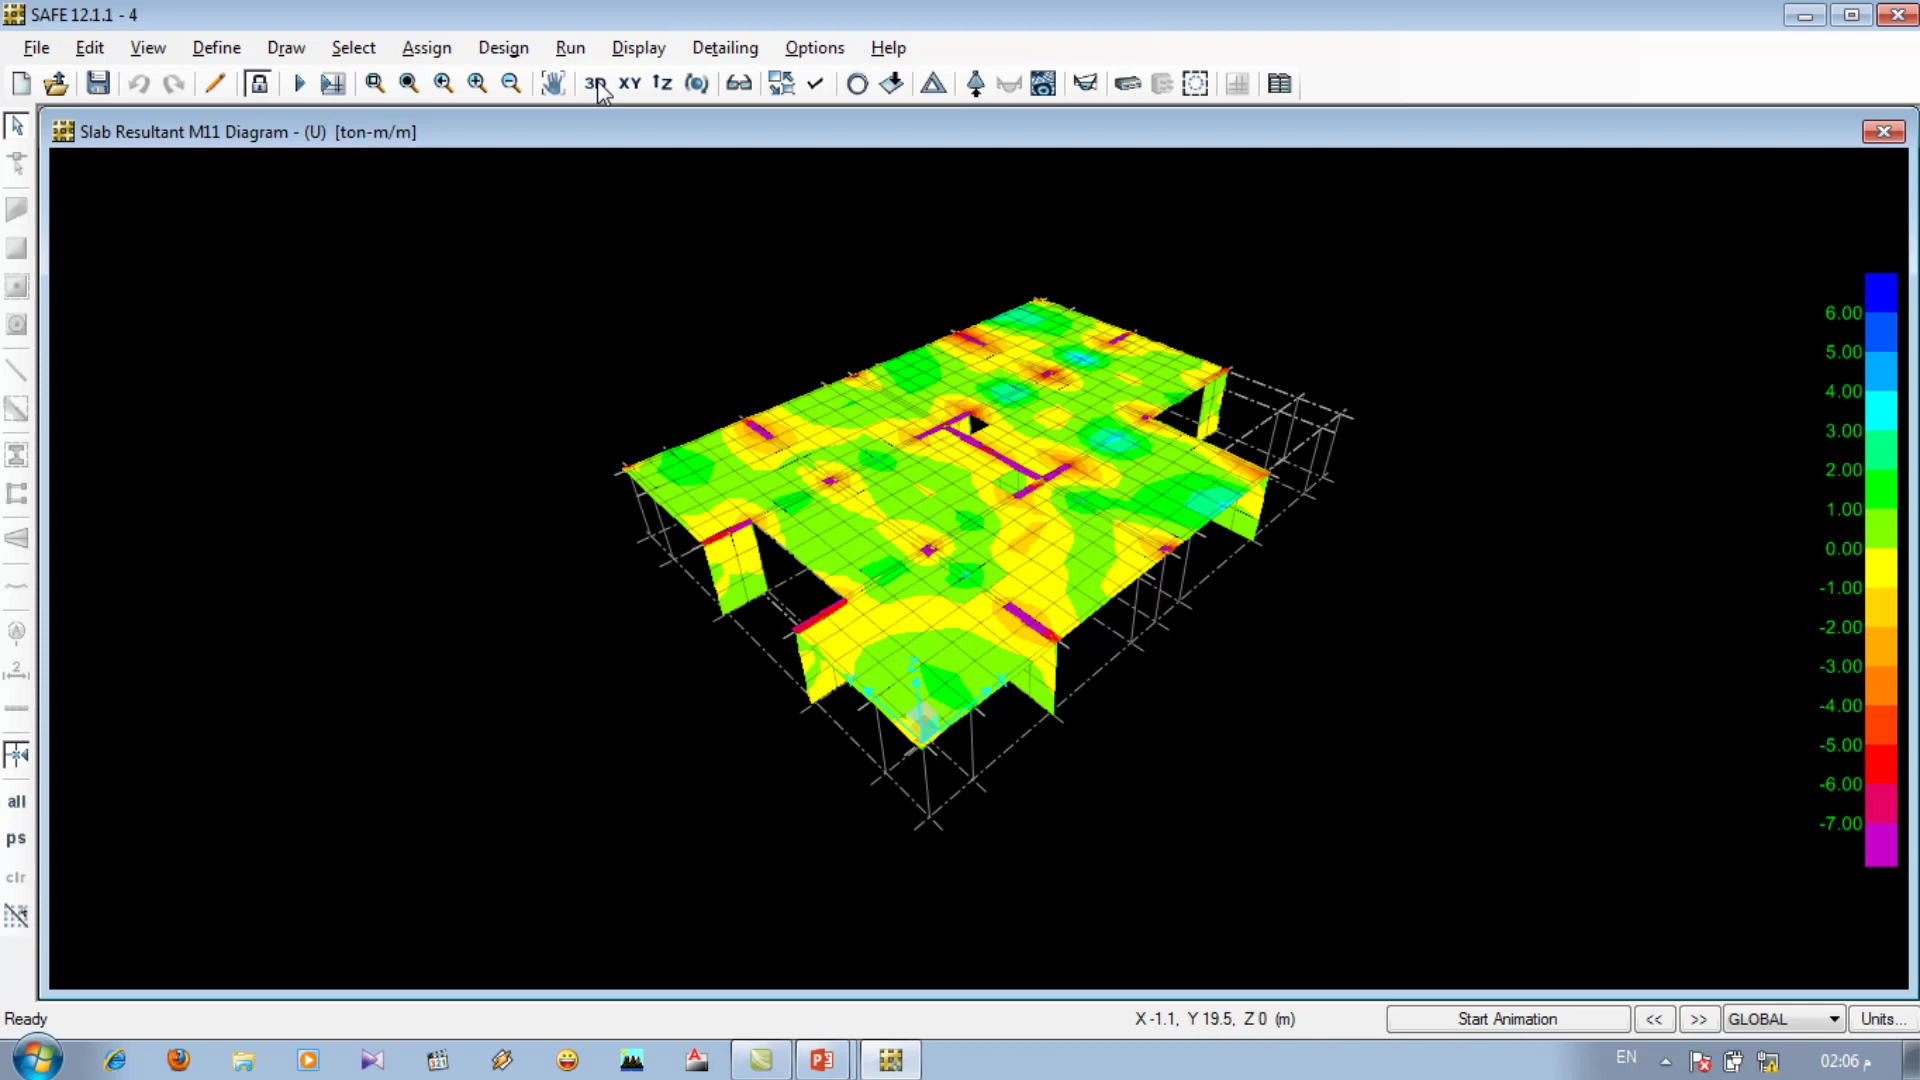 SAFE 12.1.1 - 4
File Edit View Define Draw Select Assign Design Run Display Detailing Options Help
3D XY Z
Slab Resultant M11 Diagram - (U) [ton-m/m]
6.00
5.00
4.00
3.00
2.00
1.00
0.00
-1.00
-2.00
-3.00
-4.00
-5.00
-6.00
-7.00
Z
all
ps
clr
Ready
X -1.1, Y 19.5, Z 0 (m)
Start Animation
<<
>>
GLOBAL
Units...
EN
02:06 م